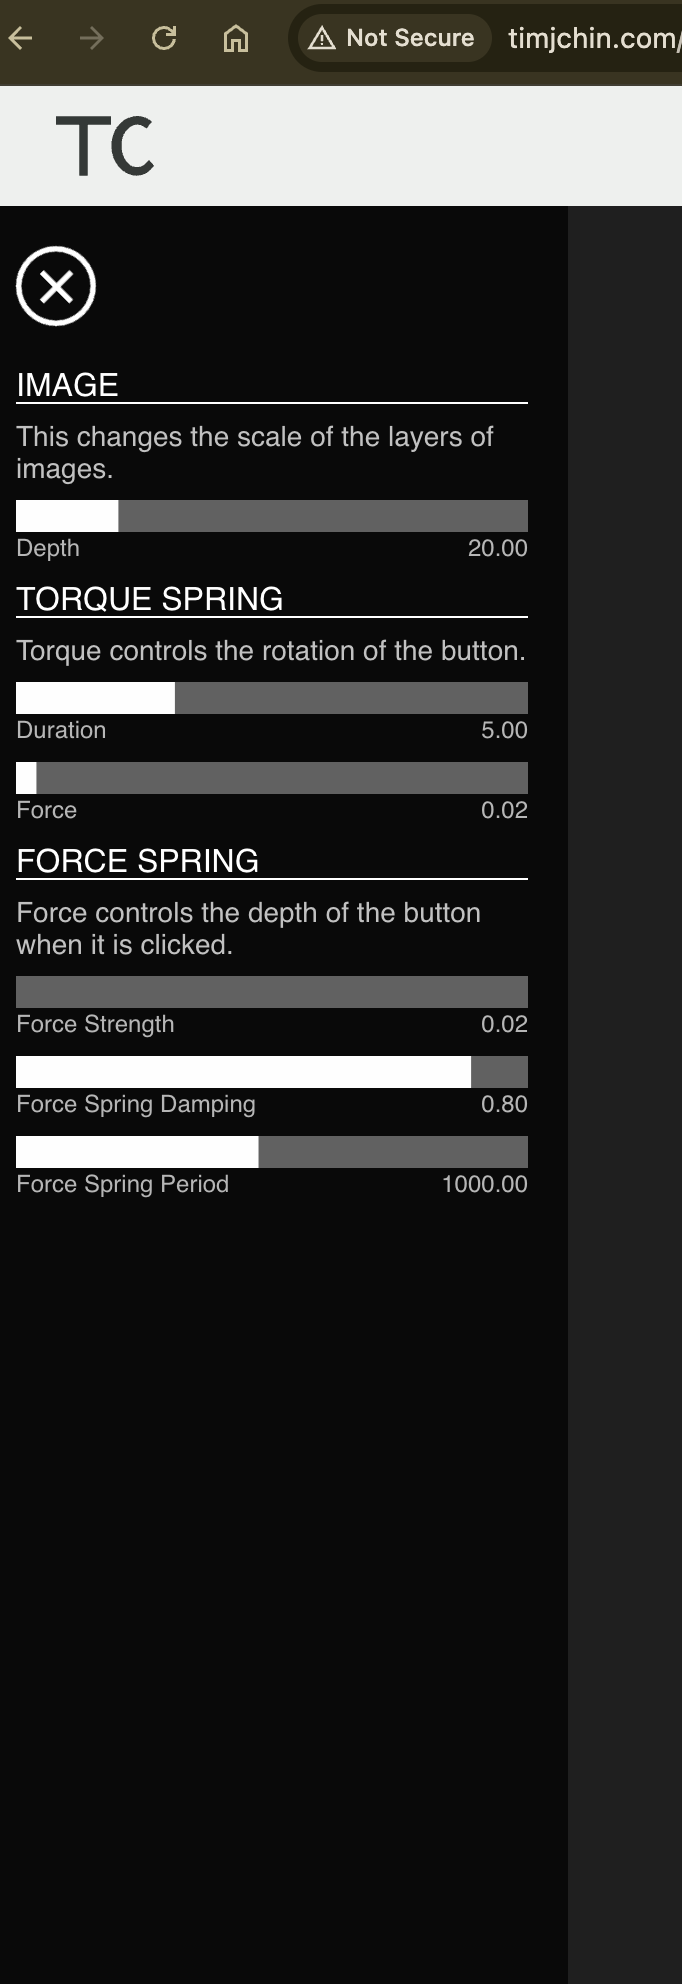 Not Secure timjchin.com/
TC
IMAGE
This changes the scale of the layers of
images.
Depth 20.00
TORQUE SPRING
Torque controls the rotation of the button.
Duration 5.00
Force 0.02
FORCE SPRING
Force controls the depth of the button
when it is clicked.
Force Strength 0.02
Force Spring Damping 0.80
Force Spring Period 1000.00